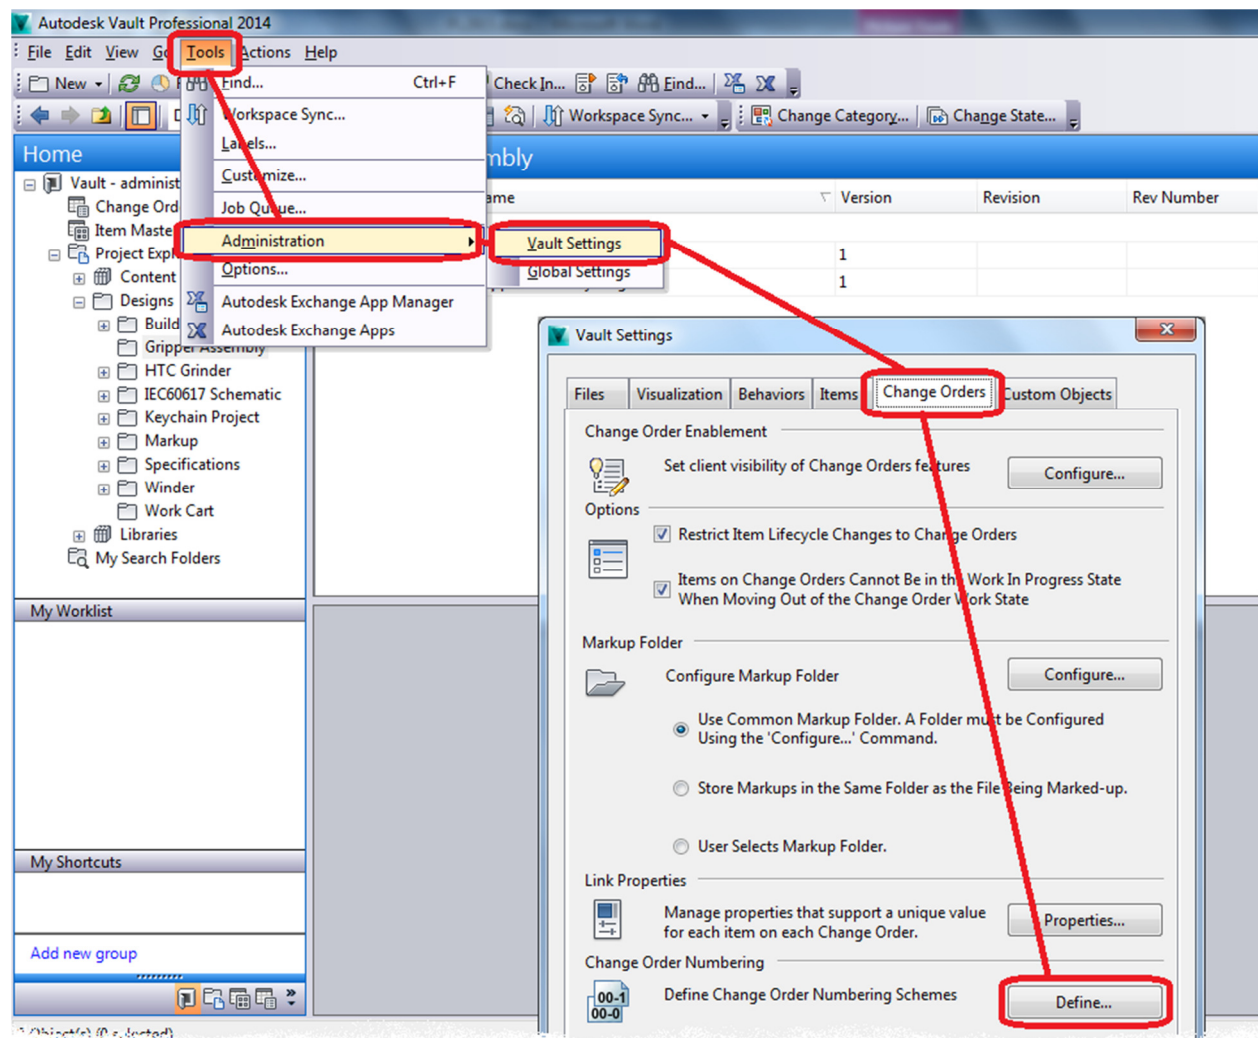 Autodesk Vault Professional 2014
File Edit View Go Tools Actions Help
New Find... Ctrl+F Check In... Find...
Workspace Sync... Workspace Sync... Change Category... Change State...
Labels...
Home
Customize...
Name Version Revision Rev Number
Job Queue...
Administration Vault Settings 1
Options... Global Settings
1
Autodesk Exchange App Manager
Autodesk Exchange Apps
Vault - administ
Change Ord
Item Maste
Project Expl
Content
Designs
Build
Gripper Assembly
HTC Grinder
IEC60617 Schematic
Keychain Project
Markup
Specifications
Winder
Work Cart
Libraries
My Search Folders
My Worklist
My Shortcuts
Add new group
Vault Settings
Files Visualization Behaviors Items Change Orders Custom Objects
Change Order Enablement
Set client visibility of Change Orders features Configure...
Options
Restrict Item Lifecycle Changes to Change Orders
Items on Change Orders Cannot Be in the Work In Progress State
When Moving Out of the Change Order Work State
Markup Folder
Configure Markup Folder Configure...
Use Common Markup Folder. A Folder must be Configured
Using the 'Configure...' Command.
Store Markups in the Same Folder as the File Being Marked-up.
User Selects Markup Folder.
Link Properties
Manage properties that support a unique value
for each item on each Change Order. Properties...
Change Order Numbering
Define Change Order Numbering Schemes Define...
00-1
00-0